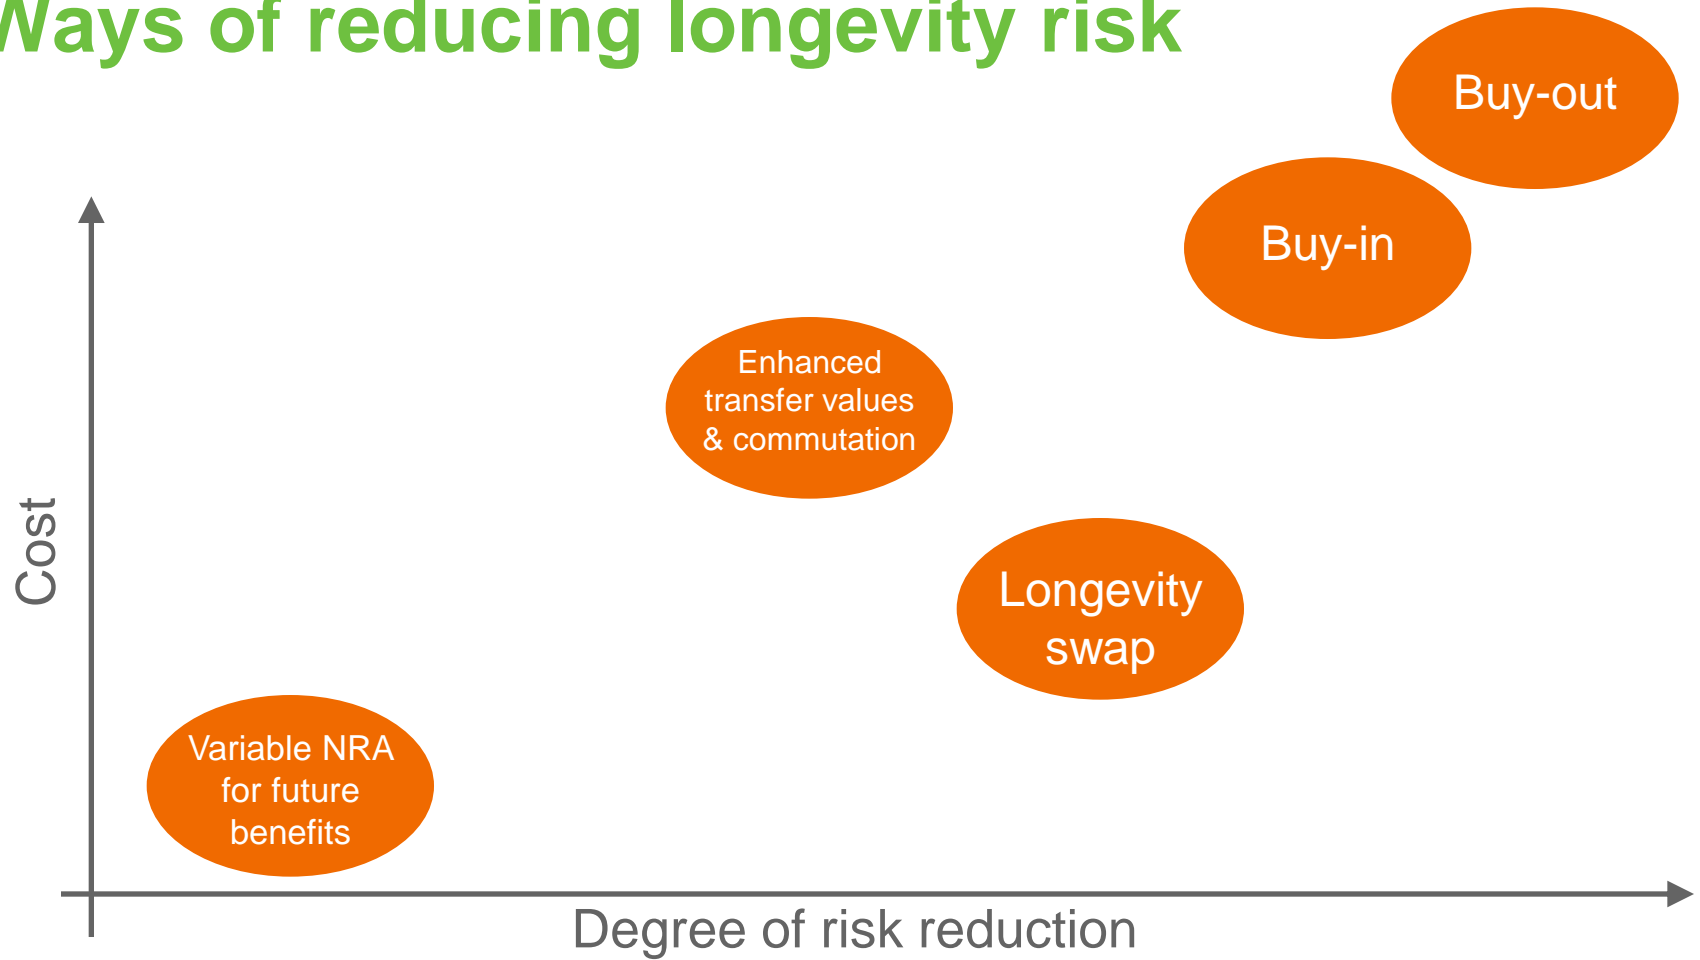 Ways of reducing longevity risk
Buy-out
Buy-in
Enhanced
transfer values
& commutation
Longevity
swap
Variable NRA
for future
benefits
Cost
Degree of risk reduction